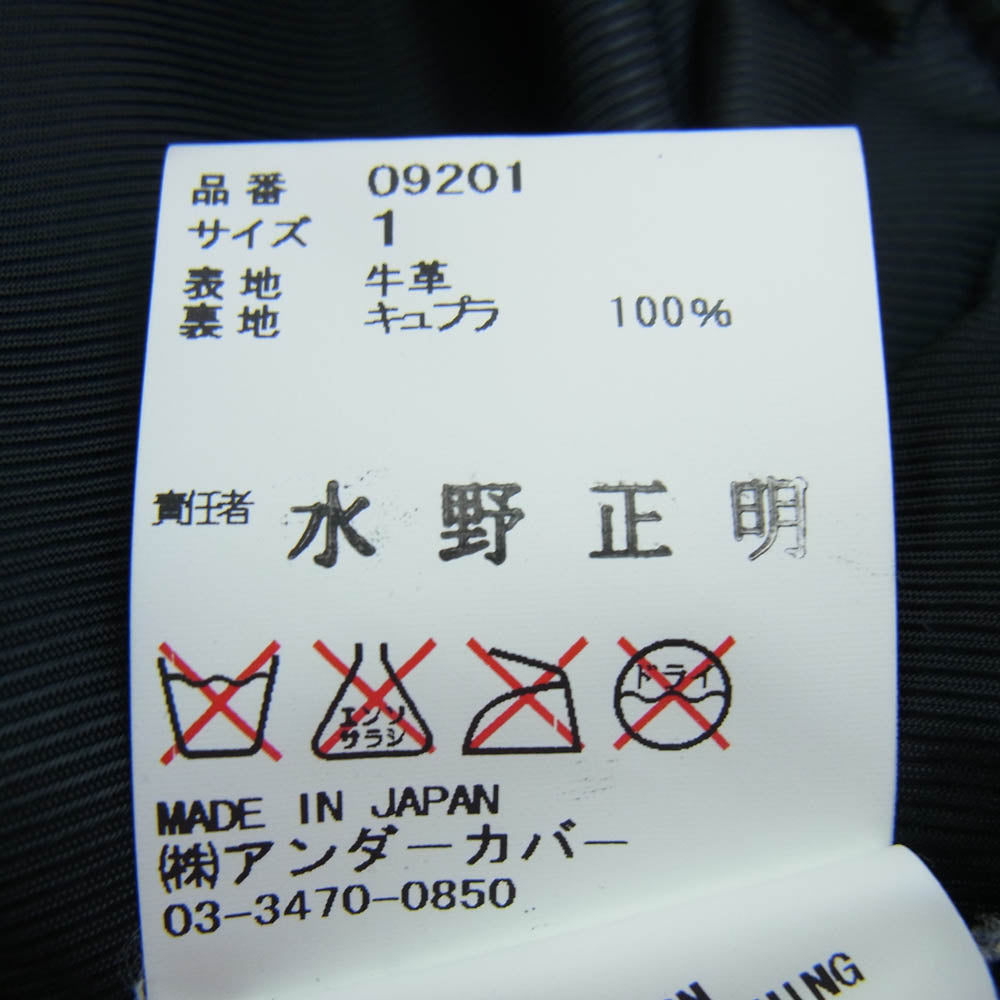 品番 09201
サイズ 1
表地 牛革
裏地 キュプラ 100%
責任者 水野正明
エンソ
サラシ
ドライ
MADE IN JAPAN
(株)アンダーカバー
03-3470-0850